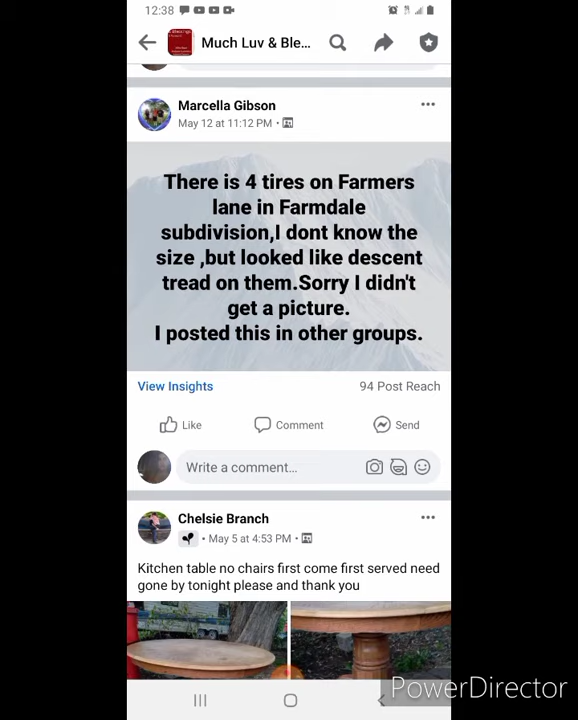 12:38
Much Luv & Ble...
Marcella Gibson
May 12 at 11:12 PM
There is 4 tires on Farmers
lane in Farmdale
subdivision,I dont know the
size ,but looked like descent
tread on them.Sorry I didn't
get a picture.
I posted this in other groups.
View Insights 94 Post Reach
Like Comment Send
Write a comment...
Chelsie Branch
May 5 at 4:53 PM
Kitchen table no chairs first come first served need
gone by tonight please and thank you
PowerDirector